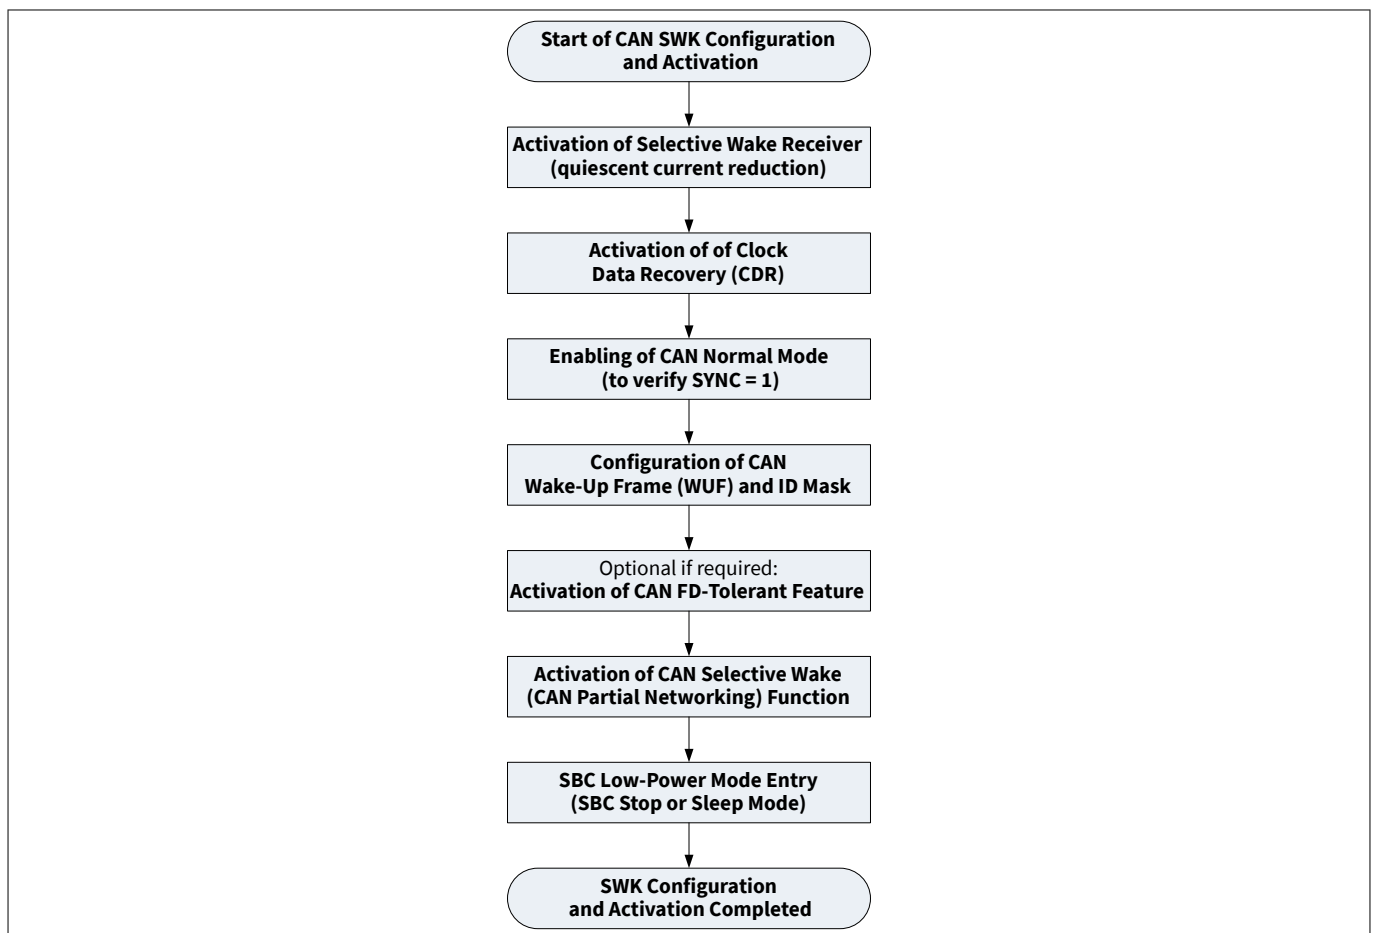 Start of CAN SWK Configuration
and Activation
Activation of Selective Wake Receiver
(quiescent current reduction)
Activation of of Clock
Data Recovery (CDR)
Enabling of CAN Normal Mode
(to verify SYNC = 1)
Configuration of CAN
Wake-Up Frame (WUF) and ID Mask
Optional if required:
Activation of CAN FD-Tolerant Feature
Activation of CAN Selective Wake
(CAN Partial Networking) Function
SBC Low-Power Mode Entry
(SBC Stop or Sleep Mode)
SWK Configuration
and Activation Completed